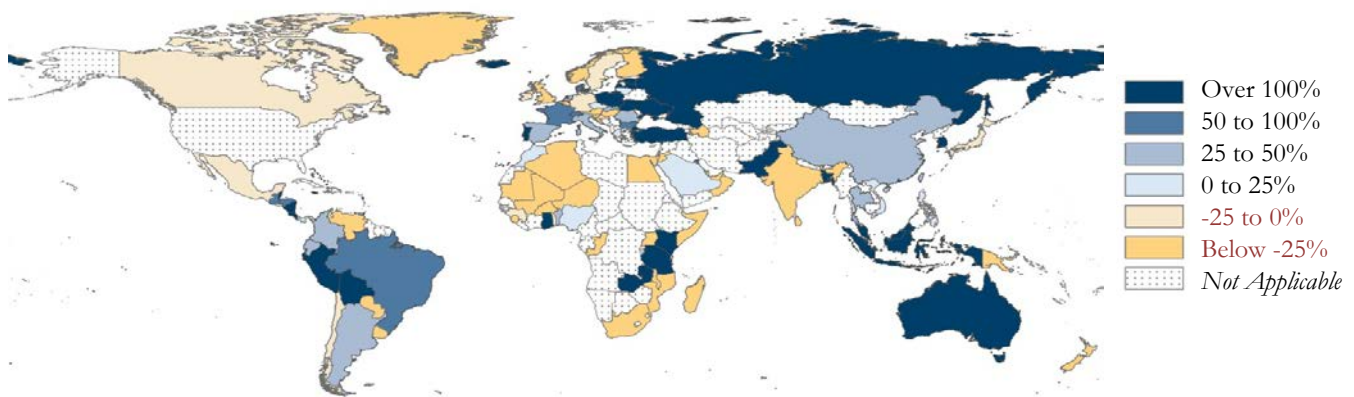 Over 100%
50 to 100%
25 to 50%
0 to 25%
-25 to 0%
Below -25%
Not Applicable